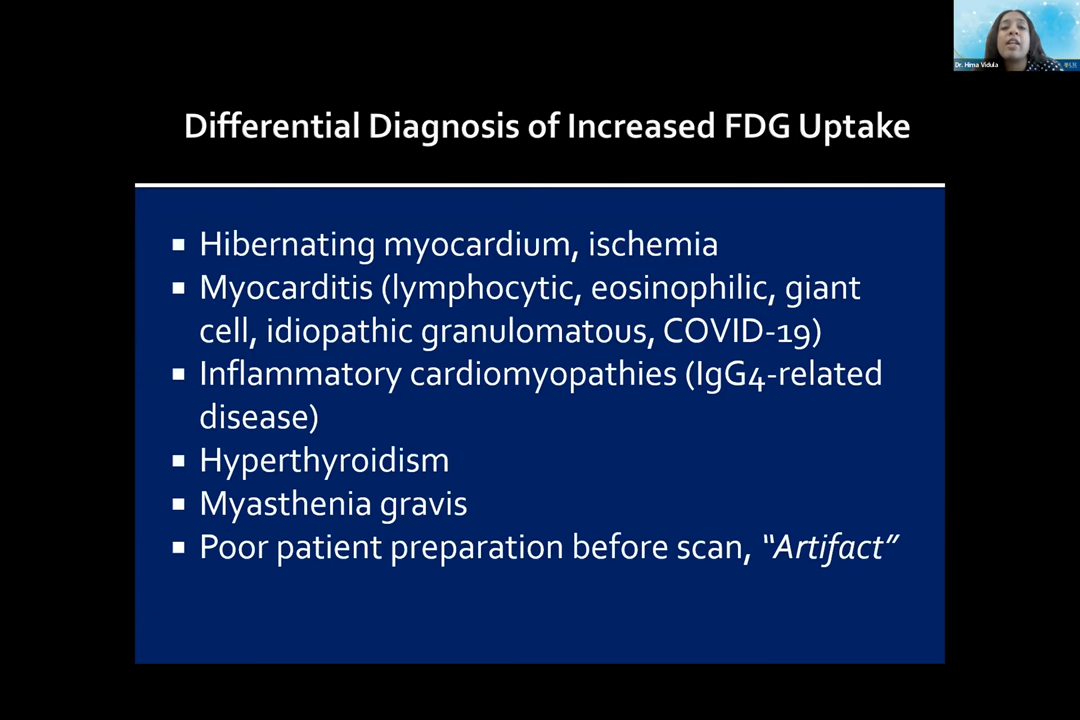 Dr. Hima Vidula
Differential Diagnosis of Increased FDG Uptake
▪ Hibernating myocardium, ischemia
▪ Myocarditis (lymphocytic, eosinophilic, giant
cell, idiopathic granulomatous, COVID-19)
▪ Inflammatory cardiomyopathies (IgG4-related
disease)
▪ Hyperthyroidism
▪ Myasthenia gravis
▪ Poor patient preparation before scan, “Artifact”